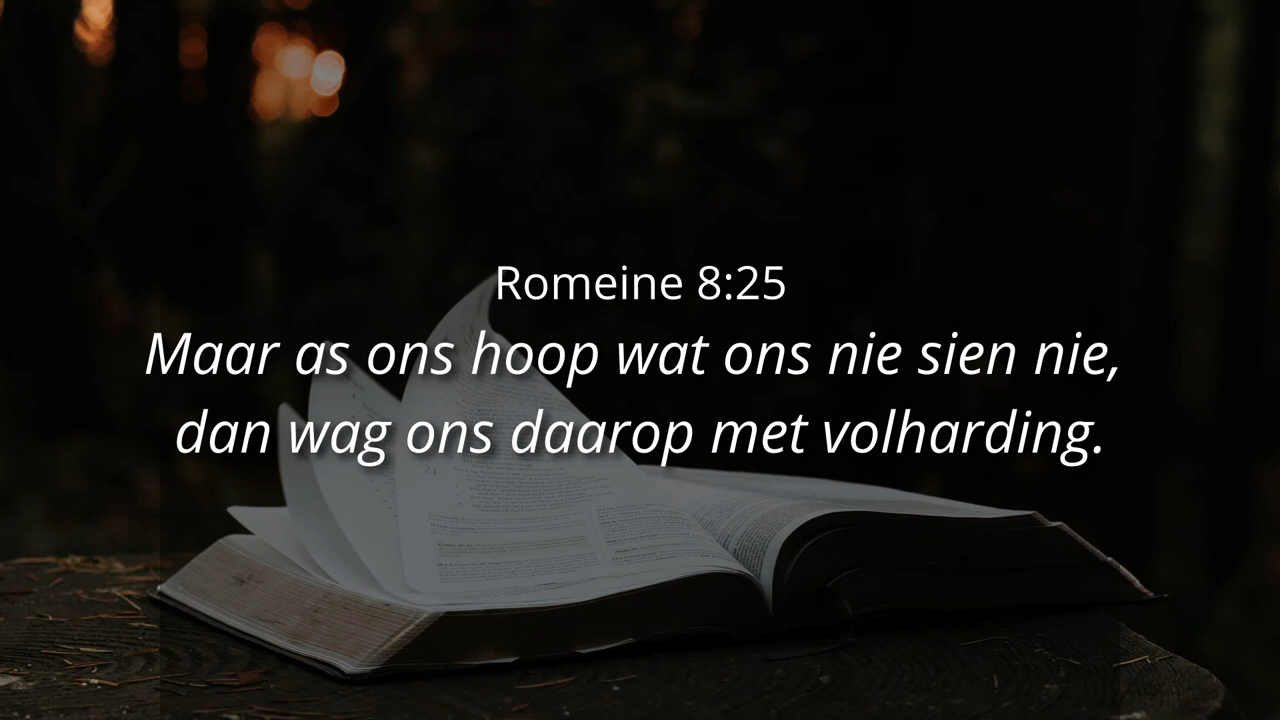 Romeine 8:25
Maar as ons hoop wat ons nie sien nie,
dan wag ons daarop met volharding.